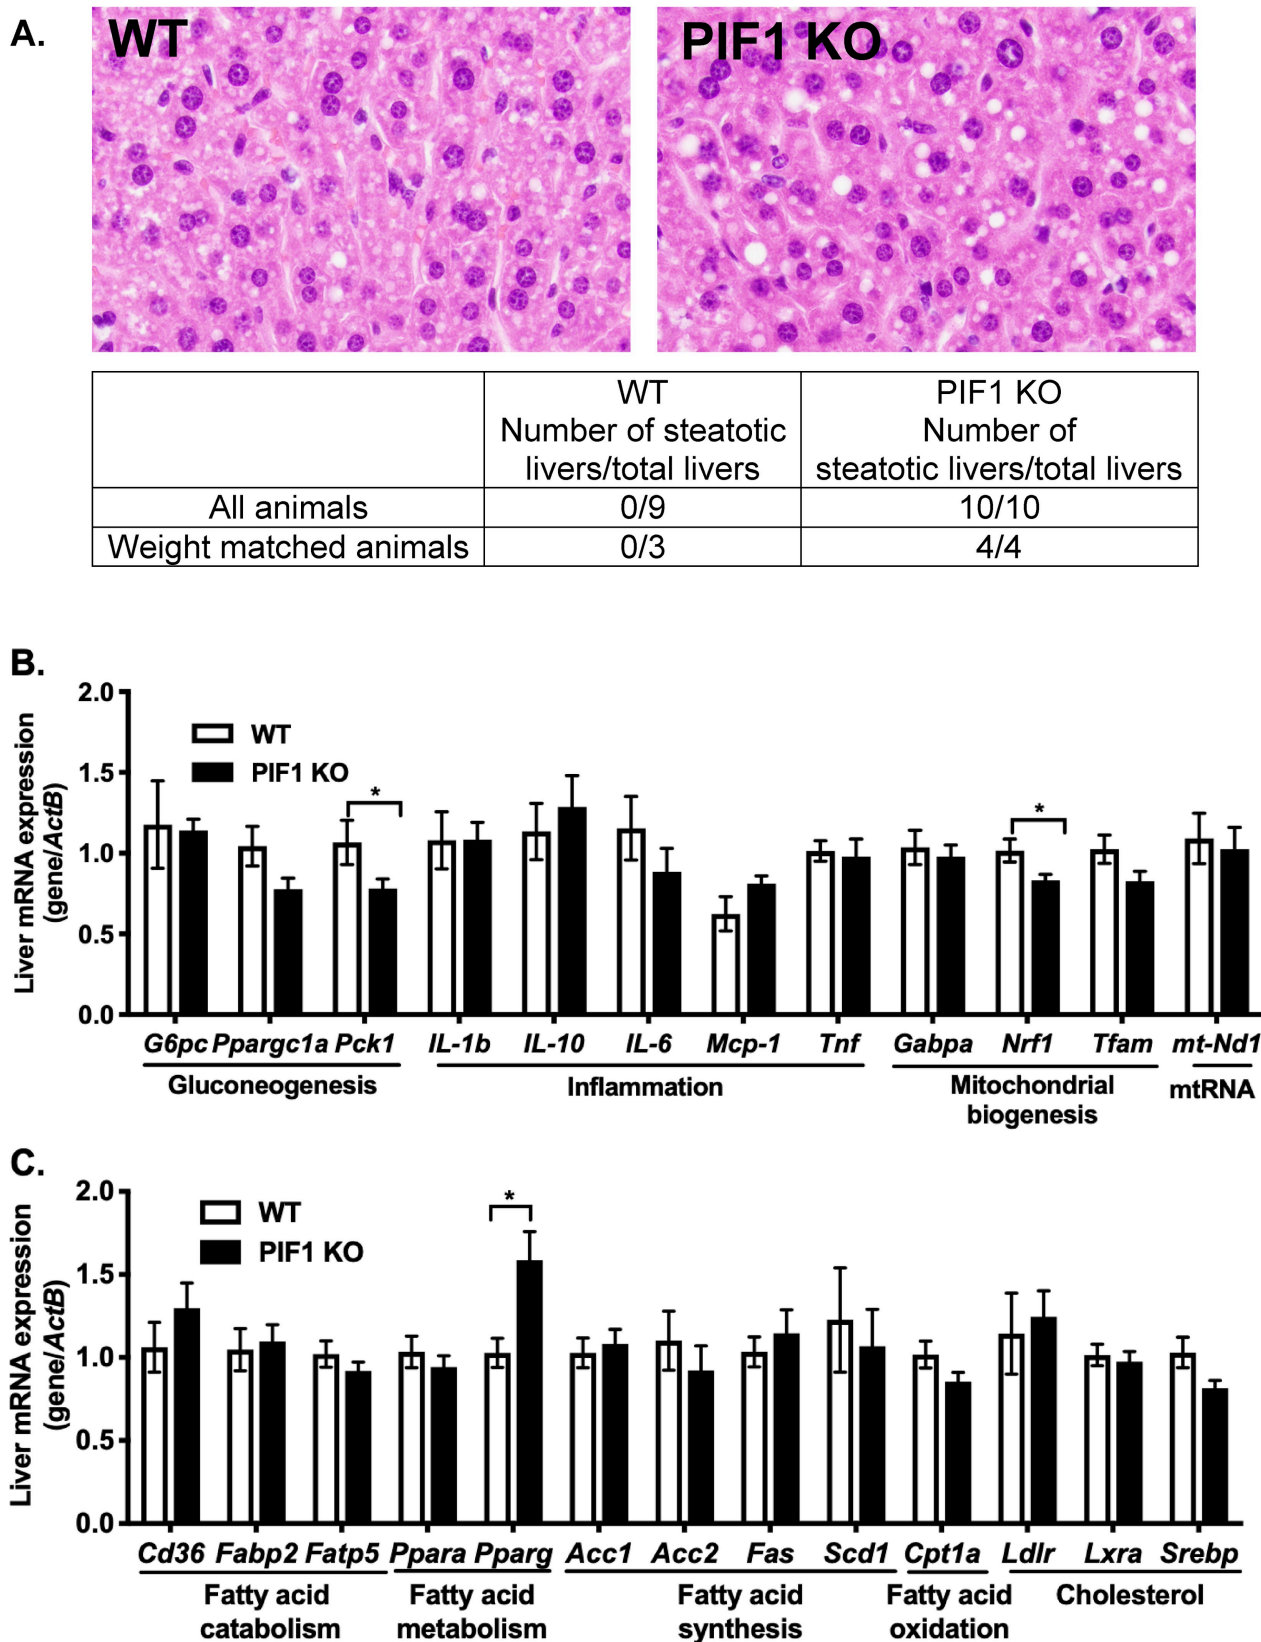 A.
WT
PIF1 KO
WT
Number of steatotic
livers/total livers
PIF1 KO
Number of
steatotic livers/total livers
All animals
0/9
10/10
Weight matched animals
0/3
4/4
B.
Liver mRNA expression
(gene/ActB)
2.0
1.5
1.0
0.5
0.0
WT
PIF1 KO
*
*
G6pc Ppargc1a Pck1 IL-1b IL-10 IL-6 Mcp-1 Tnf Gabpa Nrf1 Tfam mt-Nd1
Gluconeogenesis
Inflammation
Mitochondrial
biogenesis
mtRNA
C.
Liver mRNA expression
(gene/ActB)
2.0
1.5
1.0
0.5
0.0
WT
PIF1 KO
*
Cd36 Fabp2 Fatp5 Ppara Pparg Acc1 Acc2 Fas Scd1 Cpt1a Ldlr Lxra Srebp
Fatty acid
catabolism
Fatty acid
metabolism
Fatty acid
synthesis
Fatty acid
oxidation
Cholesterol